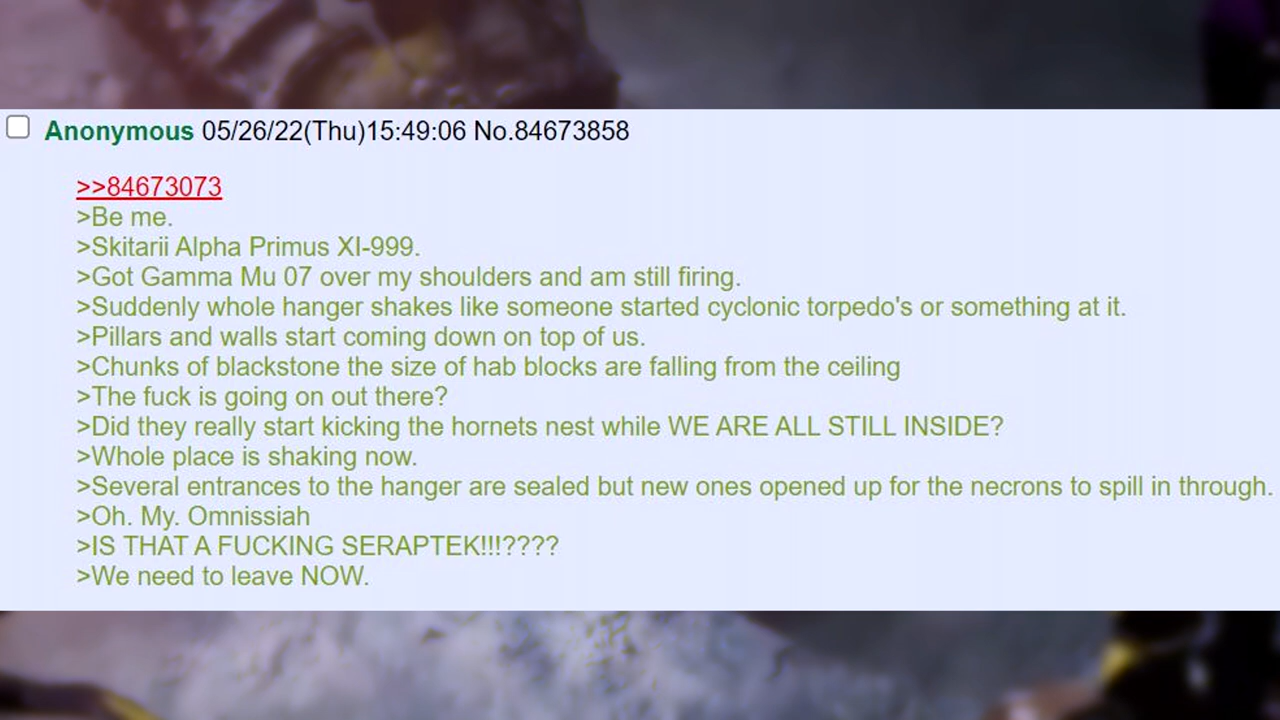 Anonymous 05/26/22(Thu)15:49:06 No.84673858
>>84673073
>Be me.
>Skitarii Alpha Primus XI-999.
>Got Gamma Mu 07 over my shoulders and am still firing.
>Suddenly whole hanger shakes like someone started cyclonic torpedo's or something at it.
>Pillars and walls start coming down on top of us.
>Chunks of blackstone the size of hab blocks are falling from the ceiling
>The fuck is going on out there?
>Did they really start kicking the hornets nest while WE ARE ALL STILL INSIDE?
>Whole place is shaking now.
>Several entrances to the hanger are sealed but new ones opened up for the necrons to spill in through.
>Oh. My. Omnissiah
>IS THAT A FUCKING SERAPTEK!!!????
>We need to leave NOW.